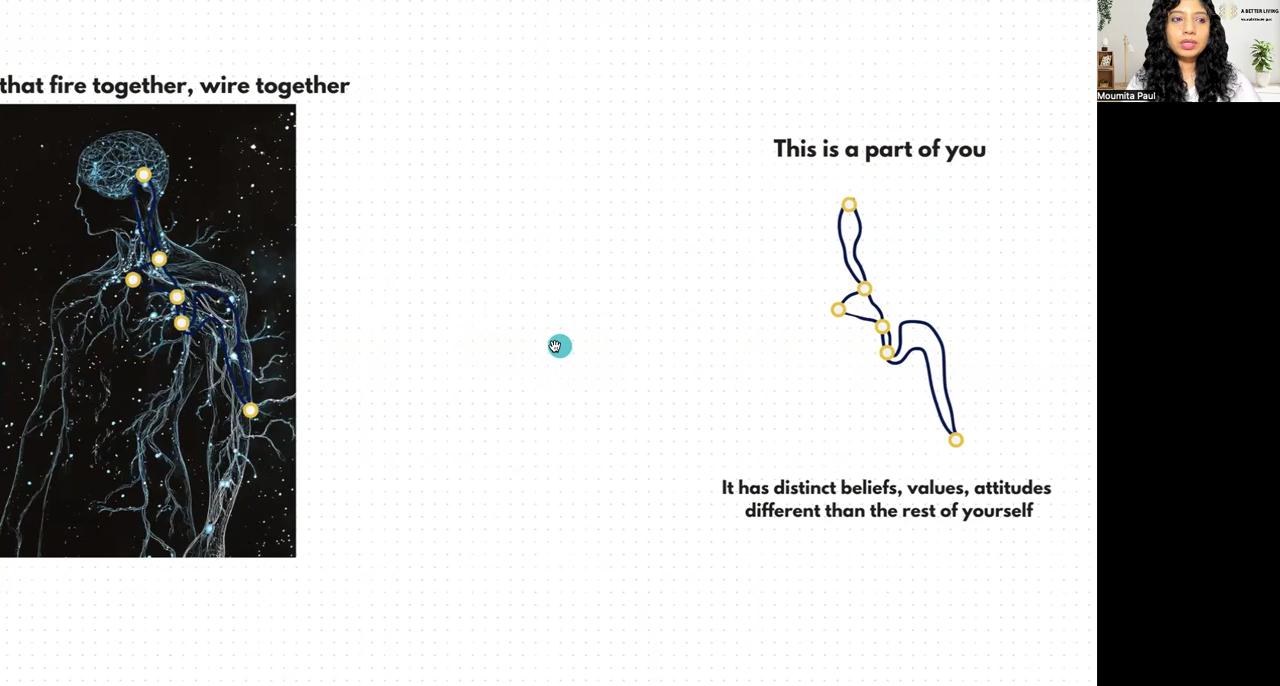 that fire together, wire together
This is a part of you
It has distinct beliefs, values, attitudes
different than the rest of yourself
A BETTER LIVING
Moumita Paul